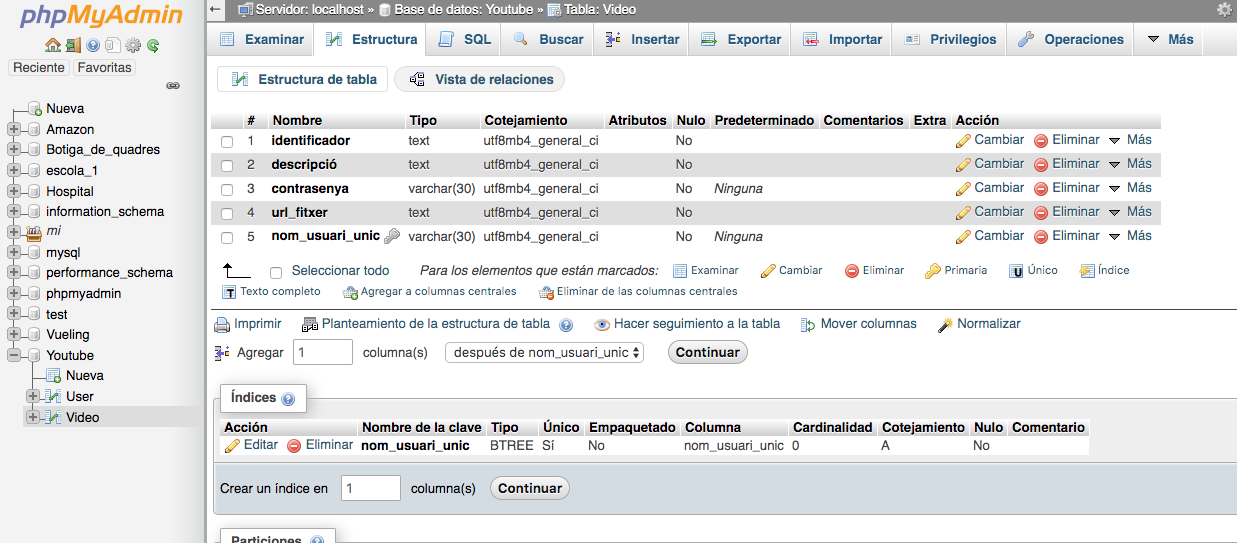 phpMyAdmin
Reciente Favoritas
Nueva
Amazon
Botiga_de_quadres
escola_1
Hospital
information_schema
mi
mysql
performance_schema
phpmyadmin
test
Vueling
Youtube
Nueva
User
Video
Servidor: localhost » Base de datos: Youtube » Tabla: Video
Examinar Estructura SQL Buscar Insertar Exportar Importar Privilegios Operaciones Más
Estructura de tabla Vista de relaciones
# Nombre Tipo Cotejamiento Atributos Nulo Predeterminado Comentarios Extra Acción
1 identificador text utf8mb4_general_ci No Cambiar Eliminar Más
2 descripció text utf8mb4_general_ci No Cambiar Eliminar Más
3 contrasenya varchar(30) utf8mb4_general_ci No Ninguna Cambiar Eliminar Más
4 url_fitxer text utf8mb4_general_ci No Cambiar Eliminar Más
5 nom_usuari_unic varchar(30) utf8mb4_general_ci No Ninguna Cambiar Eliminar Más
Seleccionar todo Para los elementos que están marcados: Examinar Cambiar Eliminar Primaria Único Índice
Texto completo Agregar a columnas centrales Eliminar de las columnas centrales
Imprimir Planteamiento de la estructura de tabla Hacer seguimiento a la tabla Mover columnas Normalizar
Agregar 1 columna(s) después de nom_usuari_unic Continuar
Índices
Acción Nombre de la clave Tipo Único Empaquetado Columna Cardinalidad Cotejamiento Nulo Comentario
Editar Eliminar nom_usuari_unic BTREE Sí No nom_usuari_unic 0 A No
Crear un índice en 1 columna(s) Continuar
Particiones